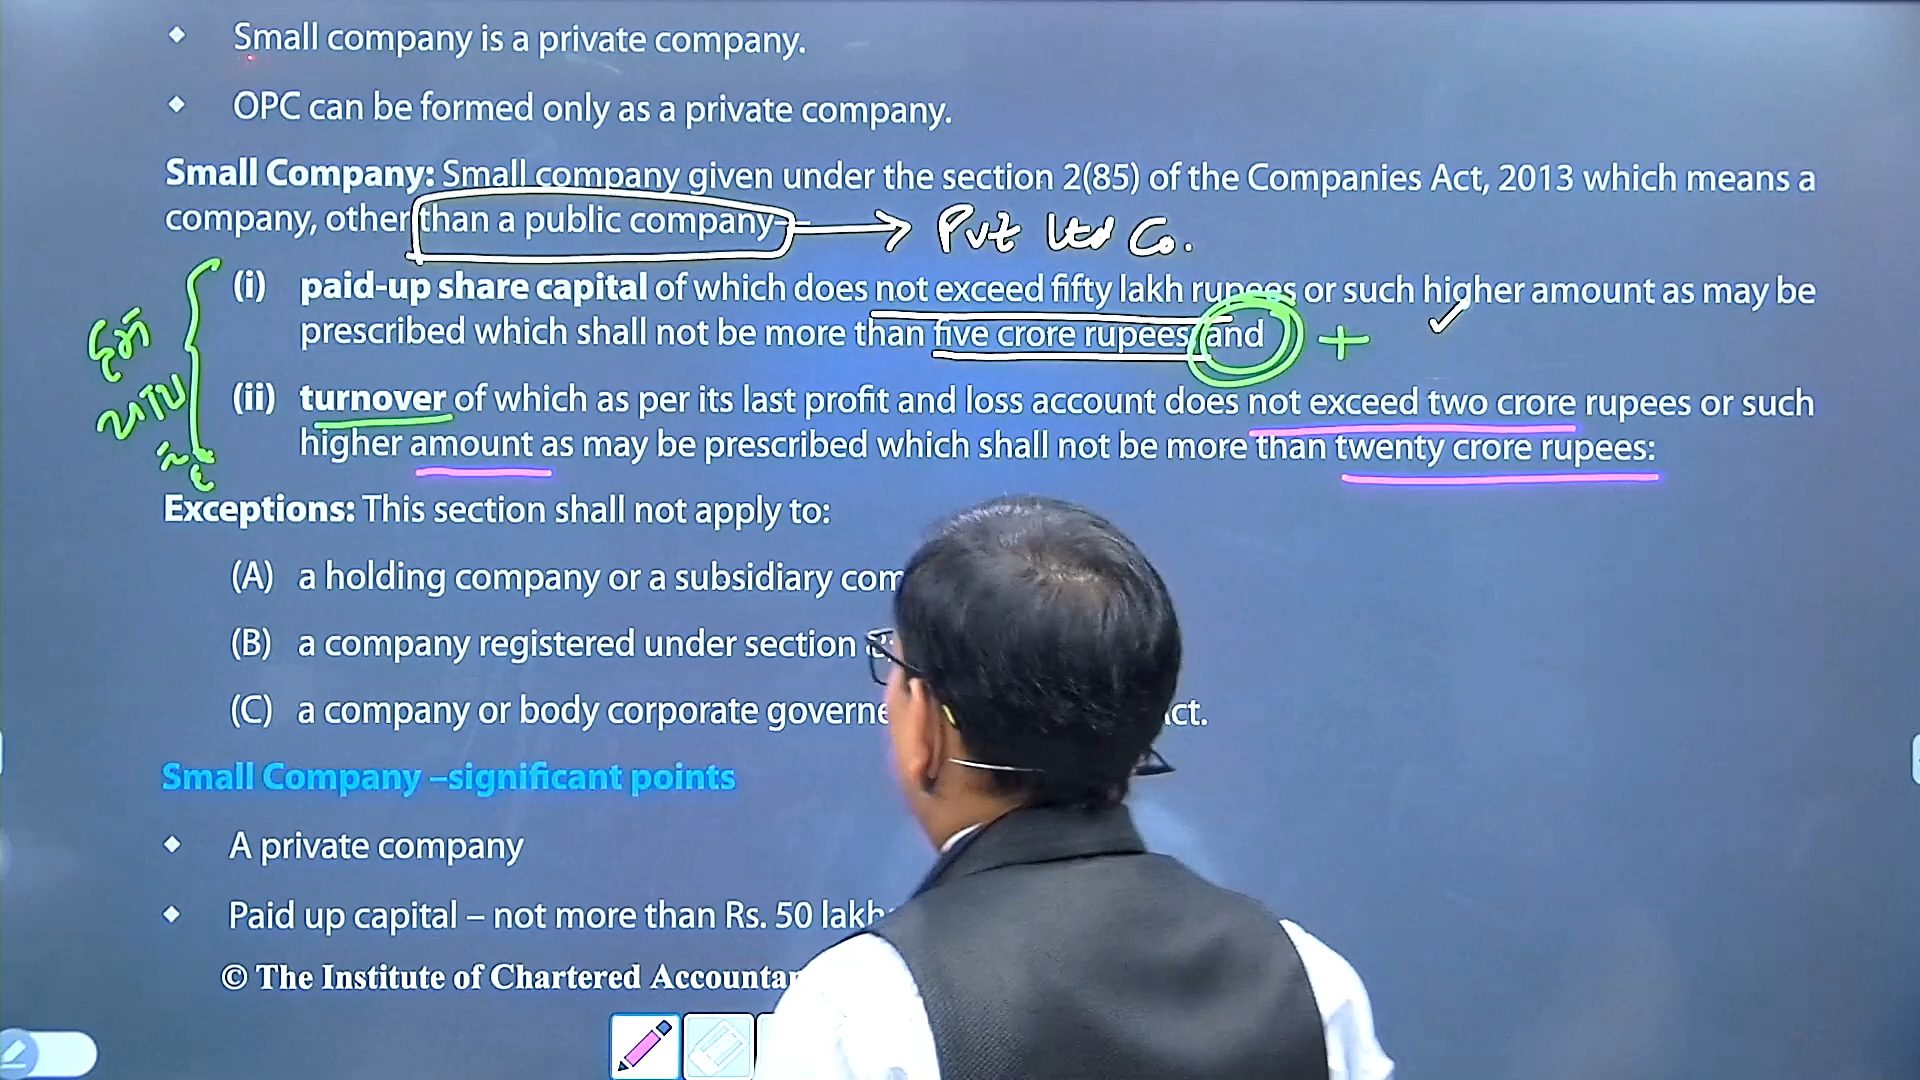 Small company is a private company.
OPC can be formed only as a private company.
Small Company: Small company given under the section 2(85) of the Companies Act, 2013 which means a
company, other than a public company— → Pvt Ltd Co.
(i) paid-up share capital of which does not exceed fifty lakh rupees or such higher amount as may be
prescribed which shall not be more than five crore rupees; and +
(ii) turnover of which as per its last profit and loss account does not exceed two crore rupees or such
higher amount as may be prescribed which shall not be more than twenty crore rupees:
Exceptions: This section shall not apply to:
(A) a holding company or a subsidiary com
(B) a company registered under section
(C) a company or body corporate governe ct.
Small Company –significant points
A private company
Paid up capital – not more than Rs. 50 lakh
© The Institute of Chartered Accounta